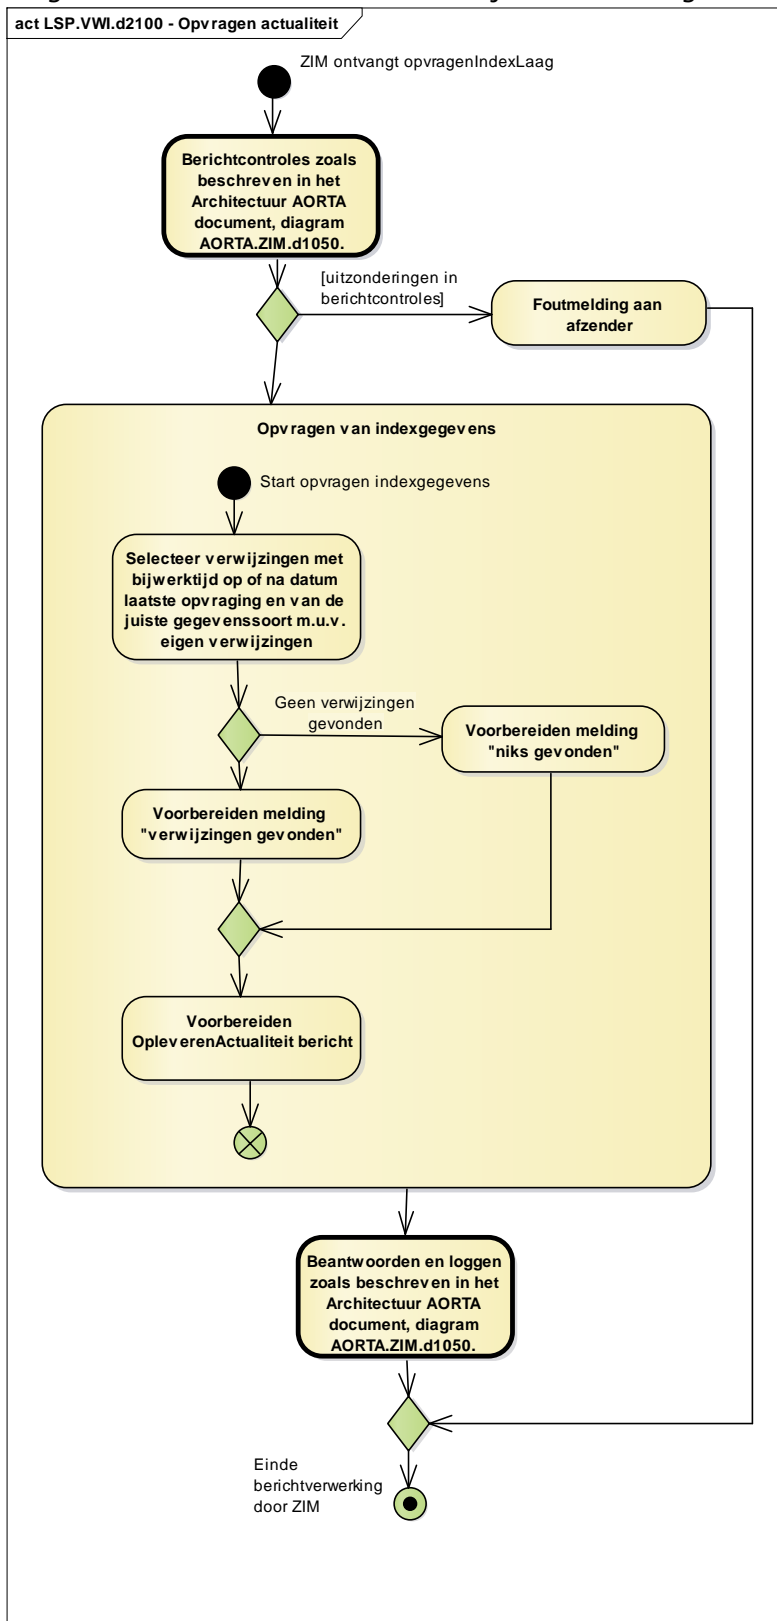 act LSP.VWI.d2100 - Opvragen actualiteit
ZIM ontvangt opvragenIndexLaag
Berichtcontroles zoals
beschreven in het
Architectuur AORTA
document, diagram
AORTA.ZIM.d1050.
[uitzonderingen in
berichtcontroles]
Foutmelding aan
afzender
Opvragen van indexgegevens
Start opvragen indexgegevens
Selecteer verwijzingen met
bijwerktijd op of na datum
laatste opvraging en van de
juiste gegevenssoort m.u.v.
eigen verwijzingen
Geen verwijzingen
gevonden
Voorbereiden melding
"niks gevonden"
Voorbereiden melding
"verwijzingen gevonden"
Voorbereiden
OpleverenActualiteit bericht
Beantwoorden en loggen
zoals beschreven in het
Architectuur AORTA
document, diagram
AORTA.ZIM.d1050.
Einde
berichtverwerking
door ZIM